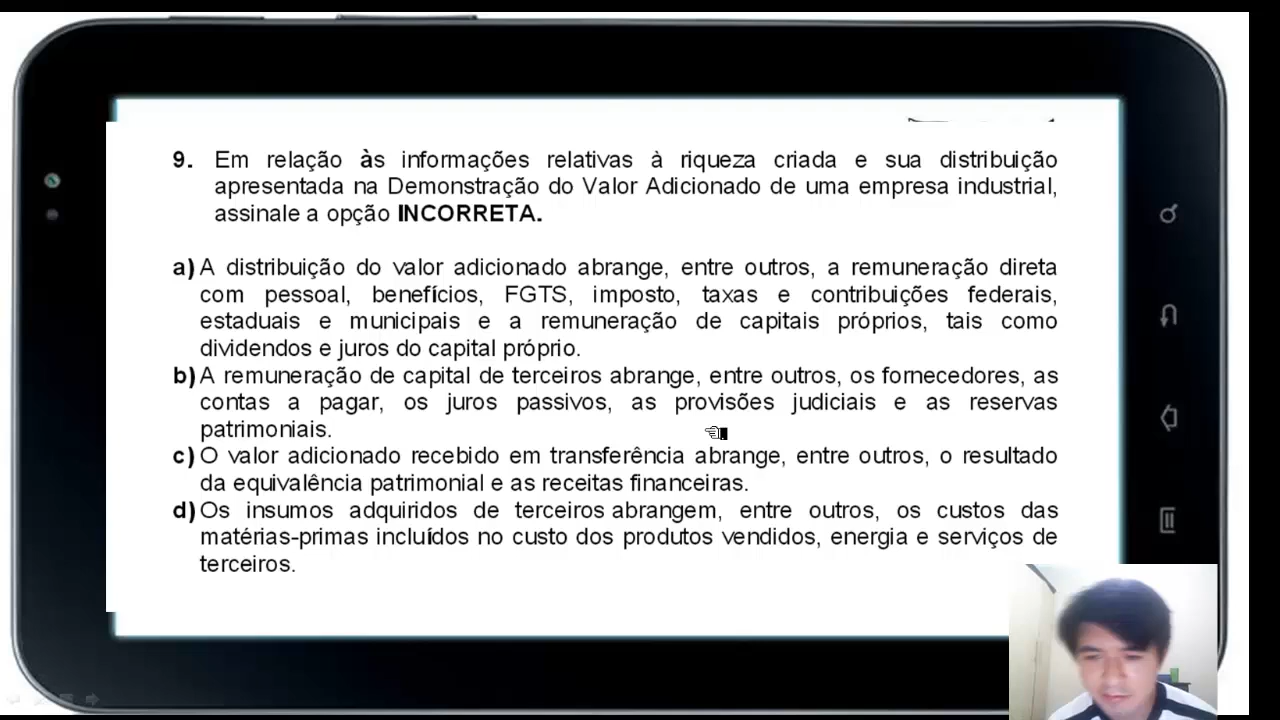 9. Em relação às informações relativas à riqueza criada e sua distribuição
apresentada na Demonstração do Valor Adicionado de uma empresa industrial,
assinale a opção INCORRETA.
a) A distribuição do valor adicionado abrange, entre outros, a remuneração direta
com pessoal, benefícios, FGTS, imposto, taxas e contribuições federais,
estaduais e municipais e a remuneração de capitais próprios, tais como
dividendos e juros do capital próprio.
b) A remuneração de capital de terceiros abrange, entre outros, os fornecedores, as
contas a pagar, os juros passivos, as provisões judiciais e as reservas
patrimoniais.
c) O valor adicionado recebido em transferência abrange, entre outros, o resultado
da equivalência patrimonial e as receitas financeiras.
d) Os insumos adquiridos de terceiros abrangem, entre outros, os custos das
matérias-primas incluídos no custo dos produtos vendidos, energia e serviços de
terceiros.